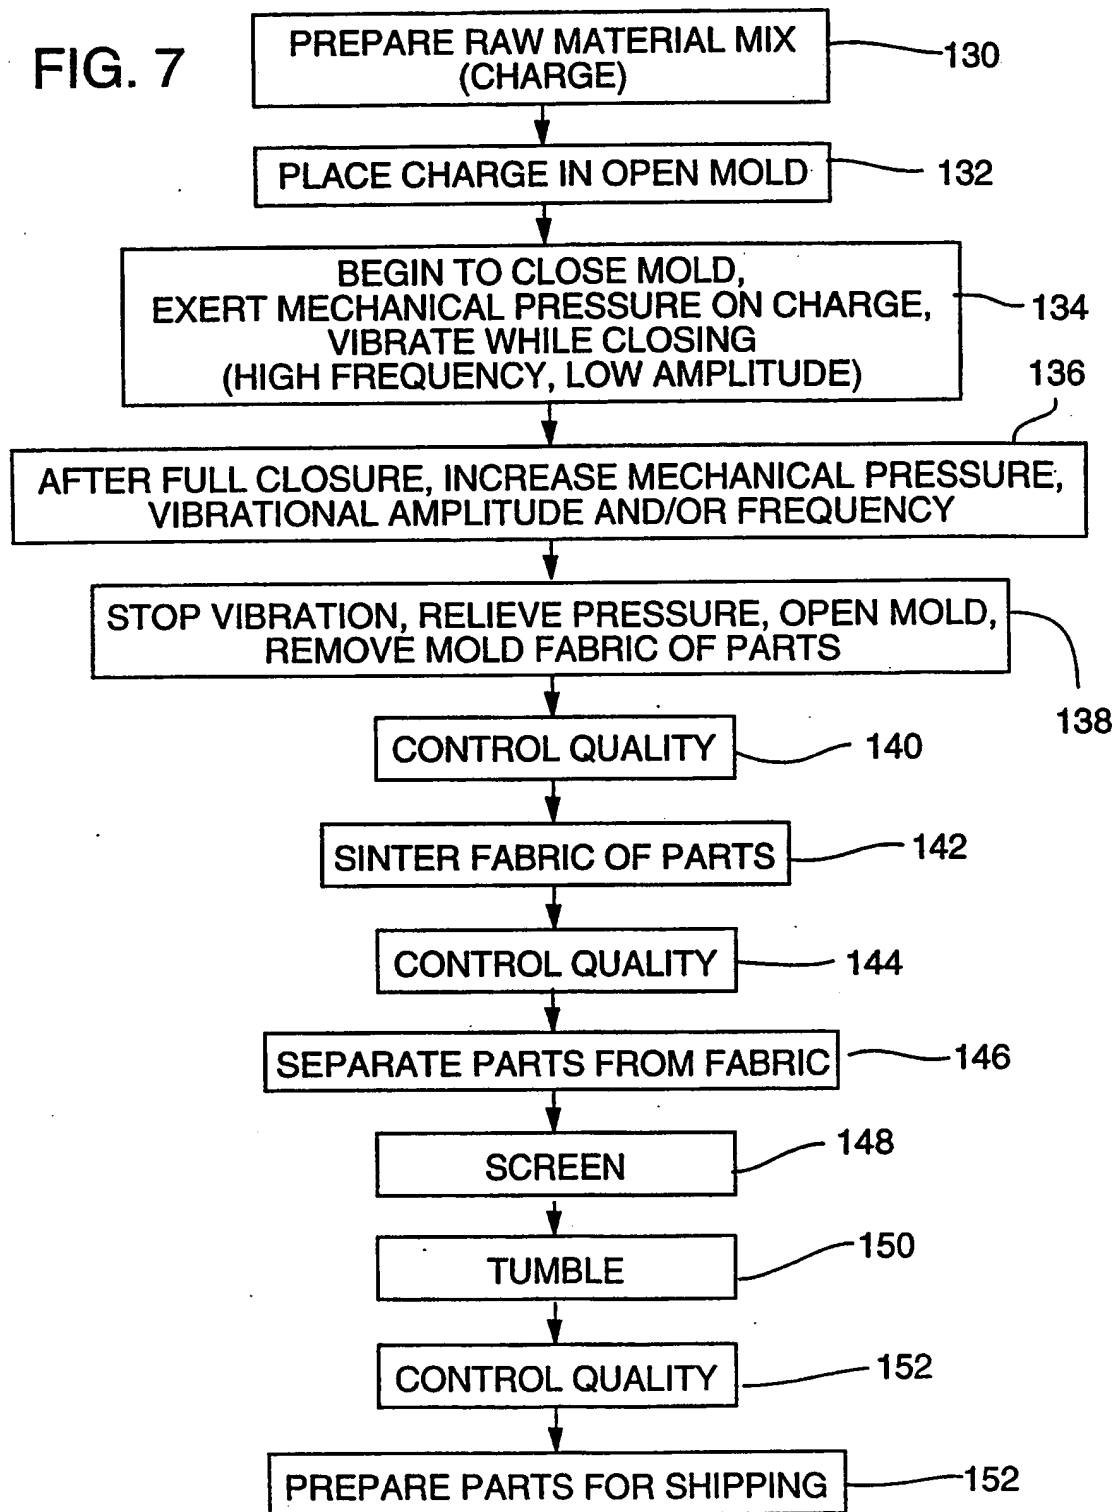 FIG. 7
PREPARE RAW MATERIAL MIX
(CHARGE)
130
PLACE CHARGE IN OPEN MOLD
132
BEGIN TO CLOSE MOLD,
EXERT MECHANICAL PRESSURE ON CHARGE,
VIBRATE WHILE CLOSING
(HIGH FREQUENCY, LOW AMPLITUDE)
134
136
AFTER FULL CLOSURE, INCREASE MECHANICAL PRESSURE,
VIBRATIONAL AMPLITUDE AND/OR FREQUENCY
STOP VIBRATION, RELIEVE PRESSURE, OPEN MOLD,
REMOVE MOLD FABRIC OF PARTS
138
CONTROL QUALITY
140
SINTER FABRIC OF PARTS
142
CONTROL QUALITY
144
SEPARATE PARTS FROM FABRIC
146
SCREEN
148
TUMBLE
150
CONTROL QUALITY
152
PREPARE PARTS FOR SHIPPING
152